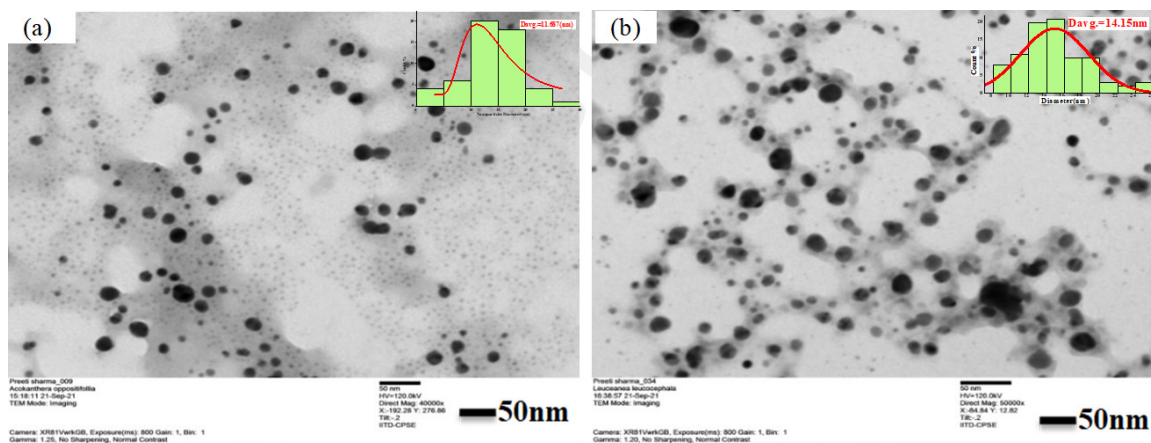 (a)
Davg.=11.687(nm)
Preeti sharma_009
Acokanthera oppositifollia
15:18:11 21-Sep-21
TEM Mode: Imaging
Camera: XR81VwrkGB, Exposure(ms): 800 Gain: 1, Bin: 1
Gamma: 1.25, No Sharpening, Normal Contrast
50 nm
HV=120.0kV
Direct Mag: 40000x
X:-192.28 Y: 276.86
Tilt:-.2
IITD-CPSE
50nm
(b)
Davg.=14.15nm
Count %
Diameter(nm)
Preeti sharma_034
Leuceanea leucocephala
16:38:57 21-Sep-21
TEM Mode: Imaging
Camera: XR81VwrkGB, Exposure(ms): 800 Gain: 1, Bin: 1
Gamma: 1.20, No Sharpening, Normal Contrast
50 nm
HV=120.0kV
Direct Mag: 50000x
X:-84.84 Y: 12.82
Tilt:-.2
IITD-CPSE
50nm